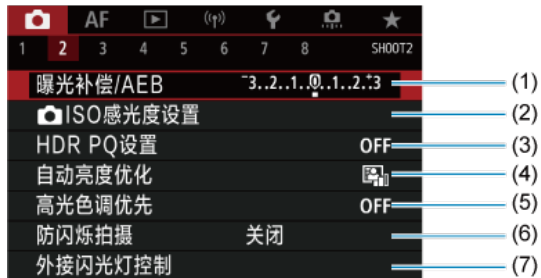 AF
1 2 3 4 5 6 7 8 SHOOT2
曝光补偿/AEB -3..2..1..0..1..2.+3 (1)
ISO感光度设置 (2)
HDR PQ设置 OFF (3)
自动亮度优化 (4)
高光色调优先 OFF (5)
防闪烁拍摄 关闭 (6)
外接闪光灯控制 (7)